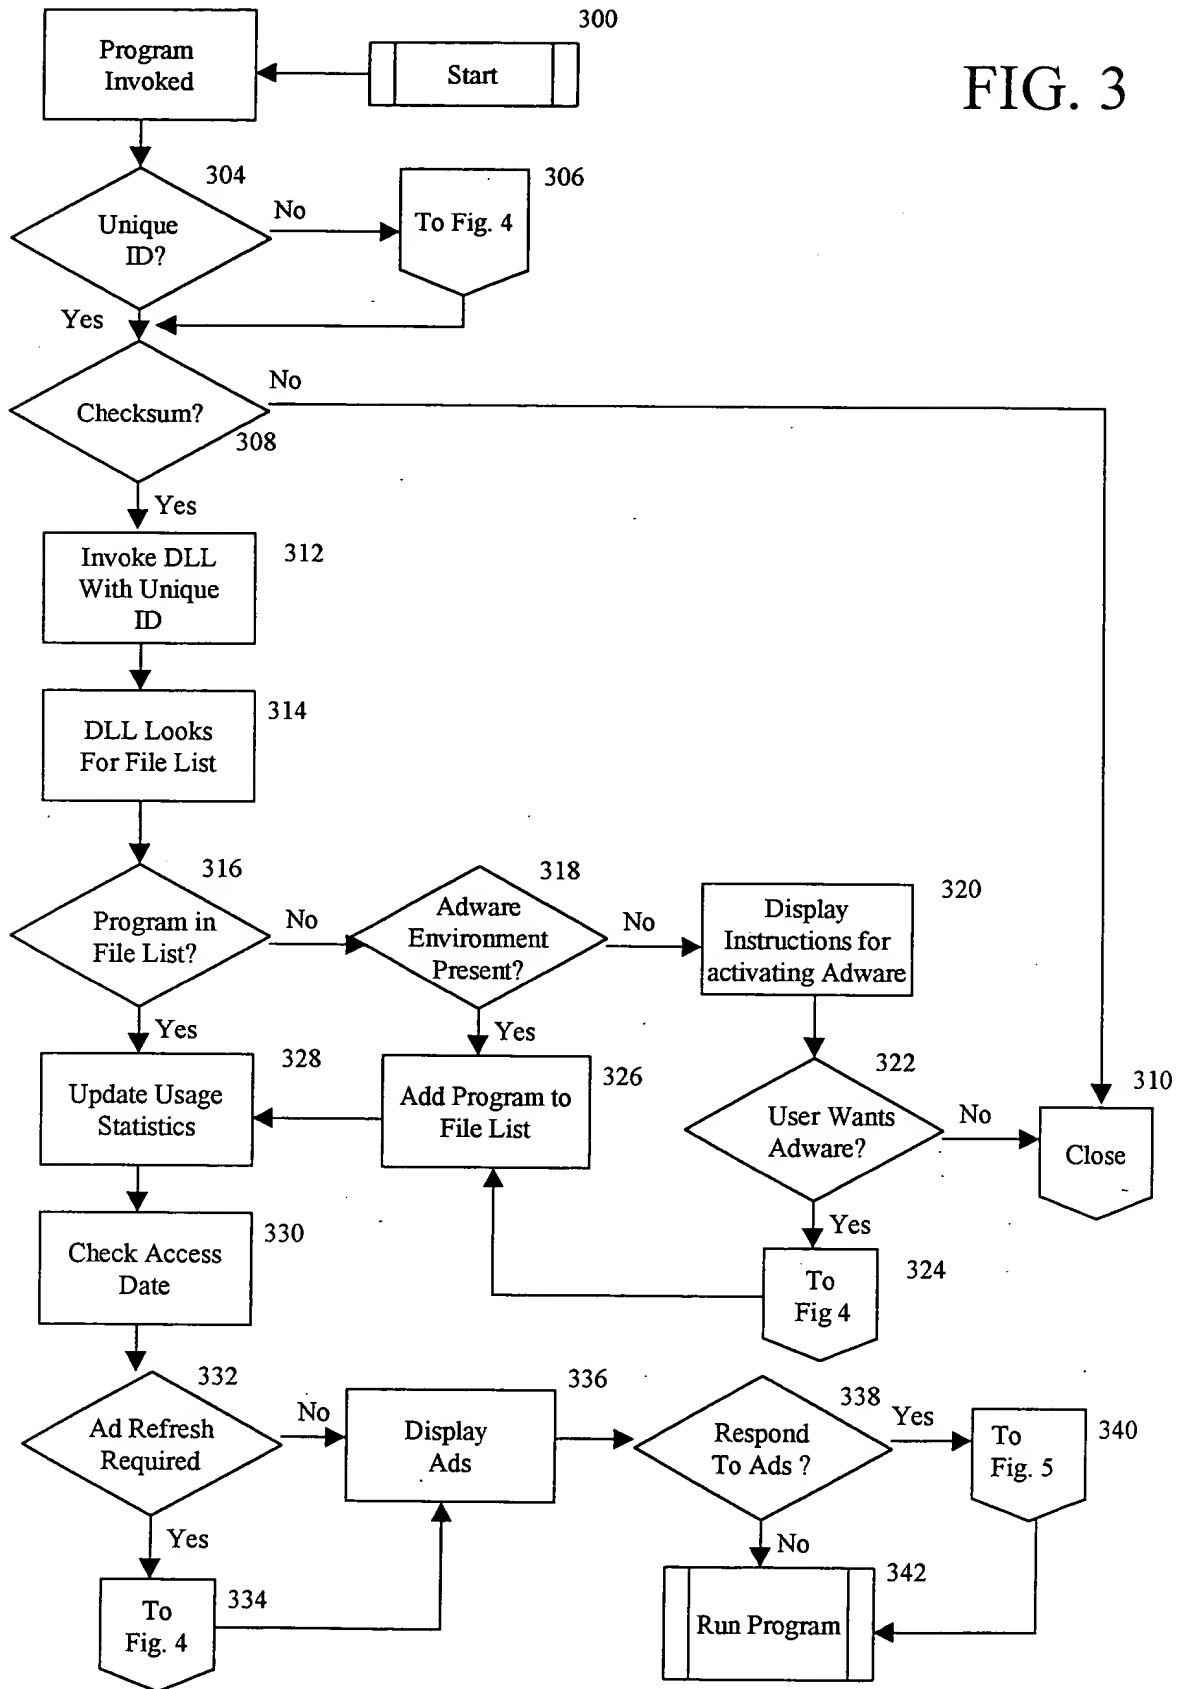 300
Program
Invoked
Start
FIG. 3
304
306
Unique
ID?
No
To Fig. 4
Yes
No
Checksum?
308
Yes
Invoke DLL
With Unique
ID
312
DLL Looks
For File List
314
316
318
320
Program in
File List?
No
Adware
Environment
Present?
No
Display
Instructions for
activating Adware
Yes
Yes
328
326
322
310
Update Usage
Statistics
Add Program to
File List
User Wants
Adware?
No
Close
Yes
330
Check Access
Date
324
To
Fig 4
332
336
338
340
Ad Refresh
Required
No
Display
Ads
Respond
To Ads ?
Yes
To
Fig. 5
Yes
No
334
342
To
Fig. 4
Run Program